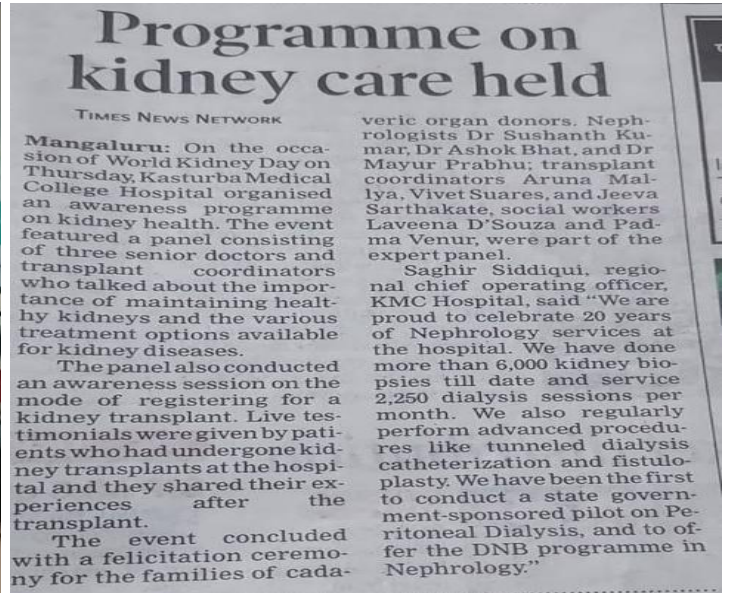 Programme on
kidney care held
TIMES NEWS NETWORK
Mangaluru: On the occa-
sion of World Kidney Day on
Thursday, Kasturba Medical
College Hospital organised
an awareness programme
on kidney health. The event
featured a panel consisting
of three senior doctors and
transplant coordinators
who talked about the impor-
tance of maintaining healt-
hy kidneys and the various
treatment options available
for kidney diseases.
The panel also conducted
an awareness session on the
mode of registering for a
kidney transplant. Live tes-
timonials were given by pati-
ents who had undergone kid-
ney transplants at the hospi-
tal and they shared their ex-
periences after the
transplant.
The event concluded
with a felicitation ceremo-
ny for the families of cada-
veric organ donors. Neph-
rologists Dr Sushanth Ku-
mar, Dr Ashok Bhat, and Dr
Mayur Prabhu; transplant
coordinators Aruna Mal-
lya, Vivet Suares, and Jeeva
Sarthakate, social workers
Laveena D'Souza and Pad-
ma Venur, were part of the
expert panel.
Saghir Siddiqui, regio-
nal chief operating officer,
KMC Hospital, said "We are
proud to celebrate 20 years
of Nephrology services at
the hospital. We have done
more than 6,000 kidney bio-
psies till date and service
2,250 dialysis sessions per
month. We also regularly
perform advanced procedu-
res like tunneled dialysis
catheterization and fistulo-
plasty. We have been the first
to conduct a state govern-
ment-sponsored pilot on Pe-
ritoneal Dialysis, and to of-
fer the DNB programme in
Nephrology."